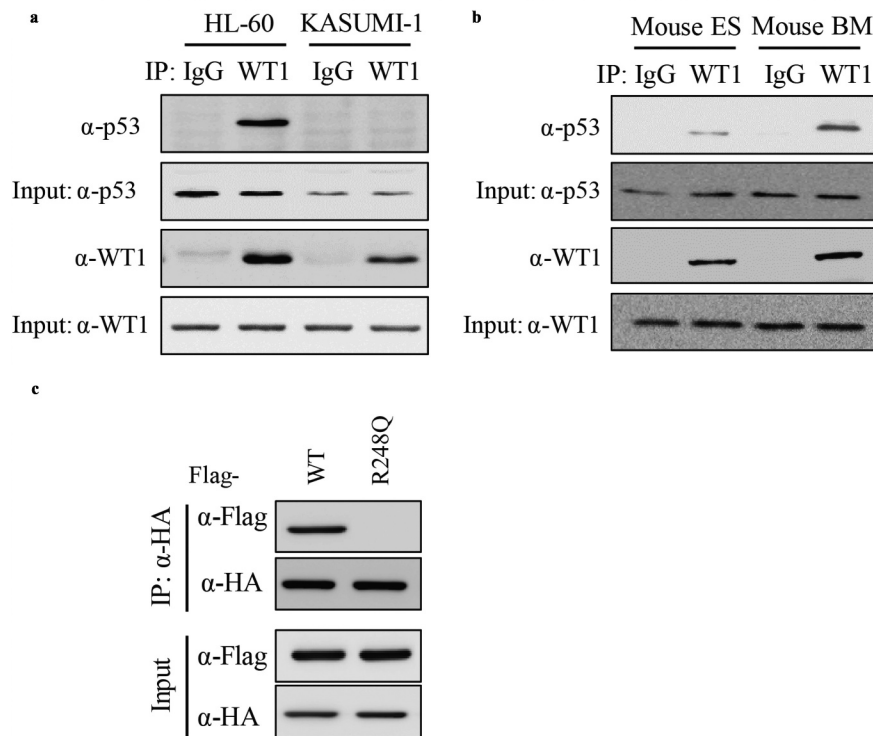 a
HL-60 KASUMI-1
IP: IgG WT1 IgG WT1
α-p53
Input: α-p53
α-WT1
Input: α-WT1
b
Mouse ES Mouse BM
IP: IgG WT1 IgG WT1
α-p53
Input: α-p53
α-WT1
Input: α-WT1
c
Flag- WT R248Q
IP: α-HA
α-Flag
α-HA
Input
α-Flag
α-HA